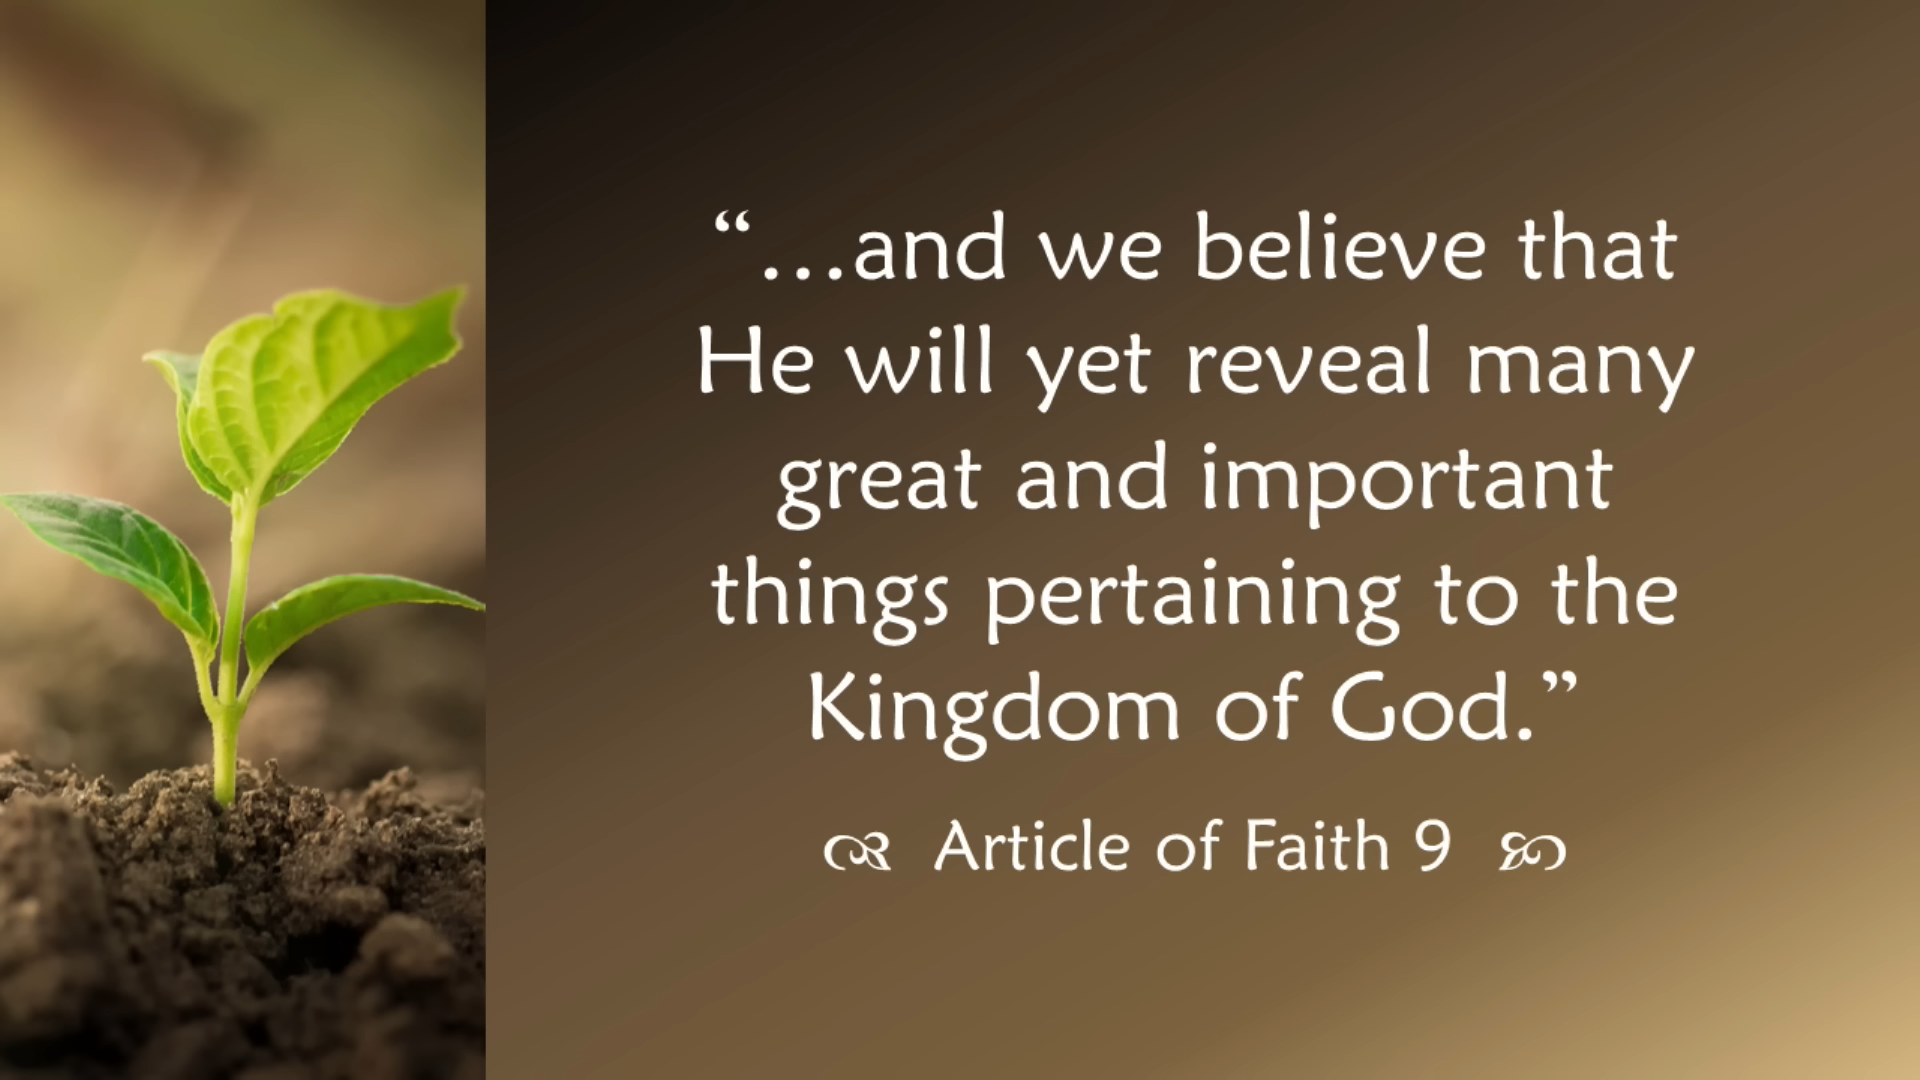 “…and we believe that
He will yet reveal many
great and important
things pertaining to the
Kingdom of God.”
Article of Faith 9